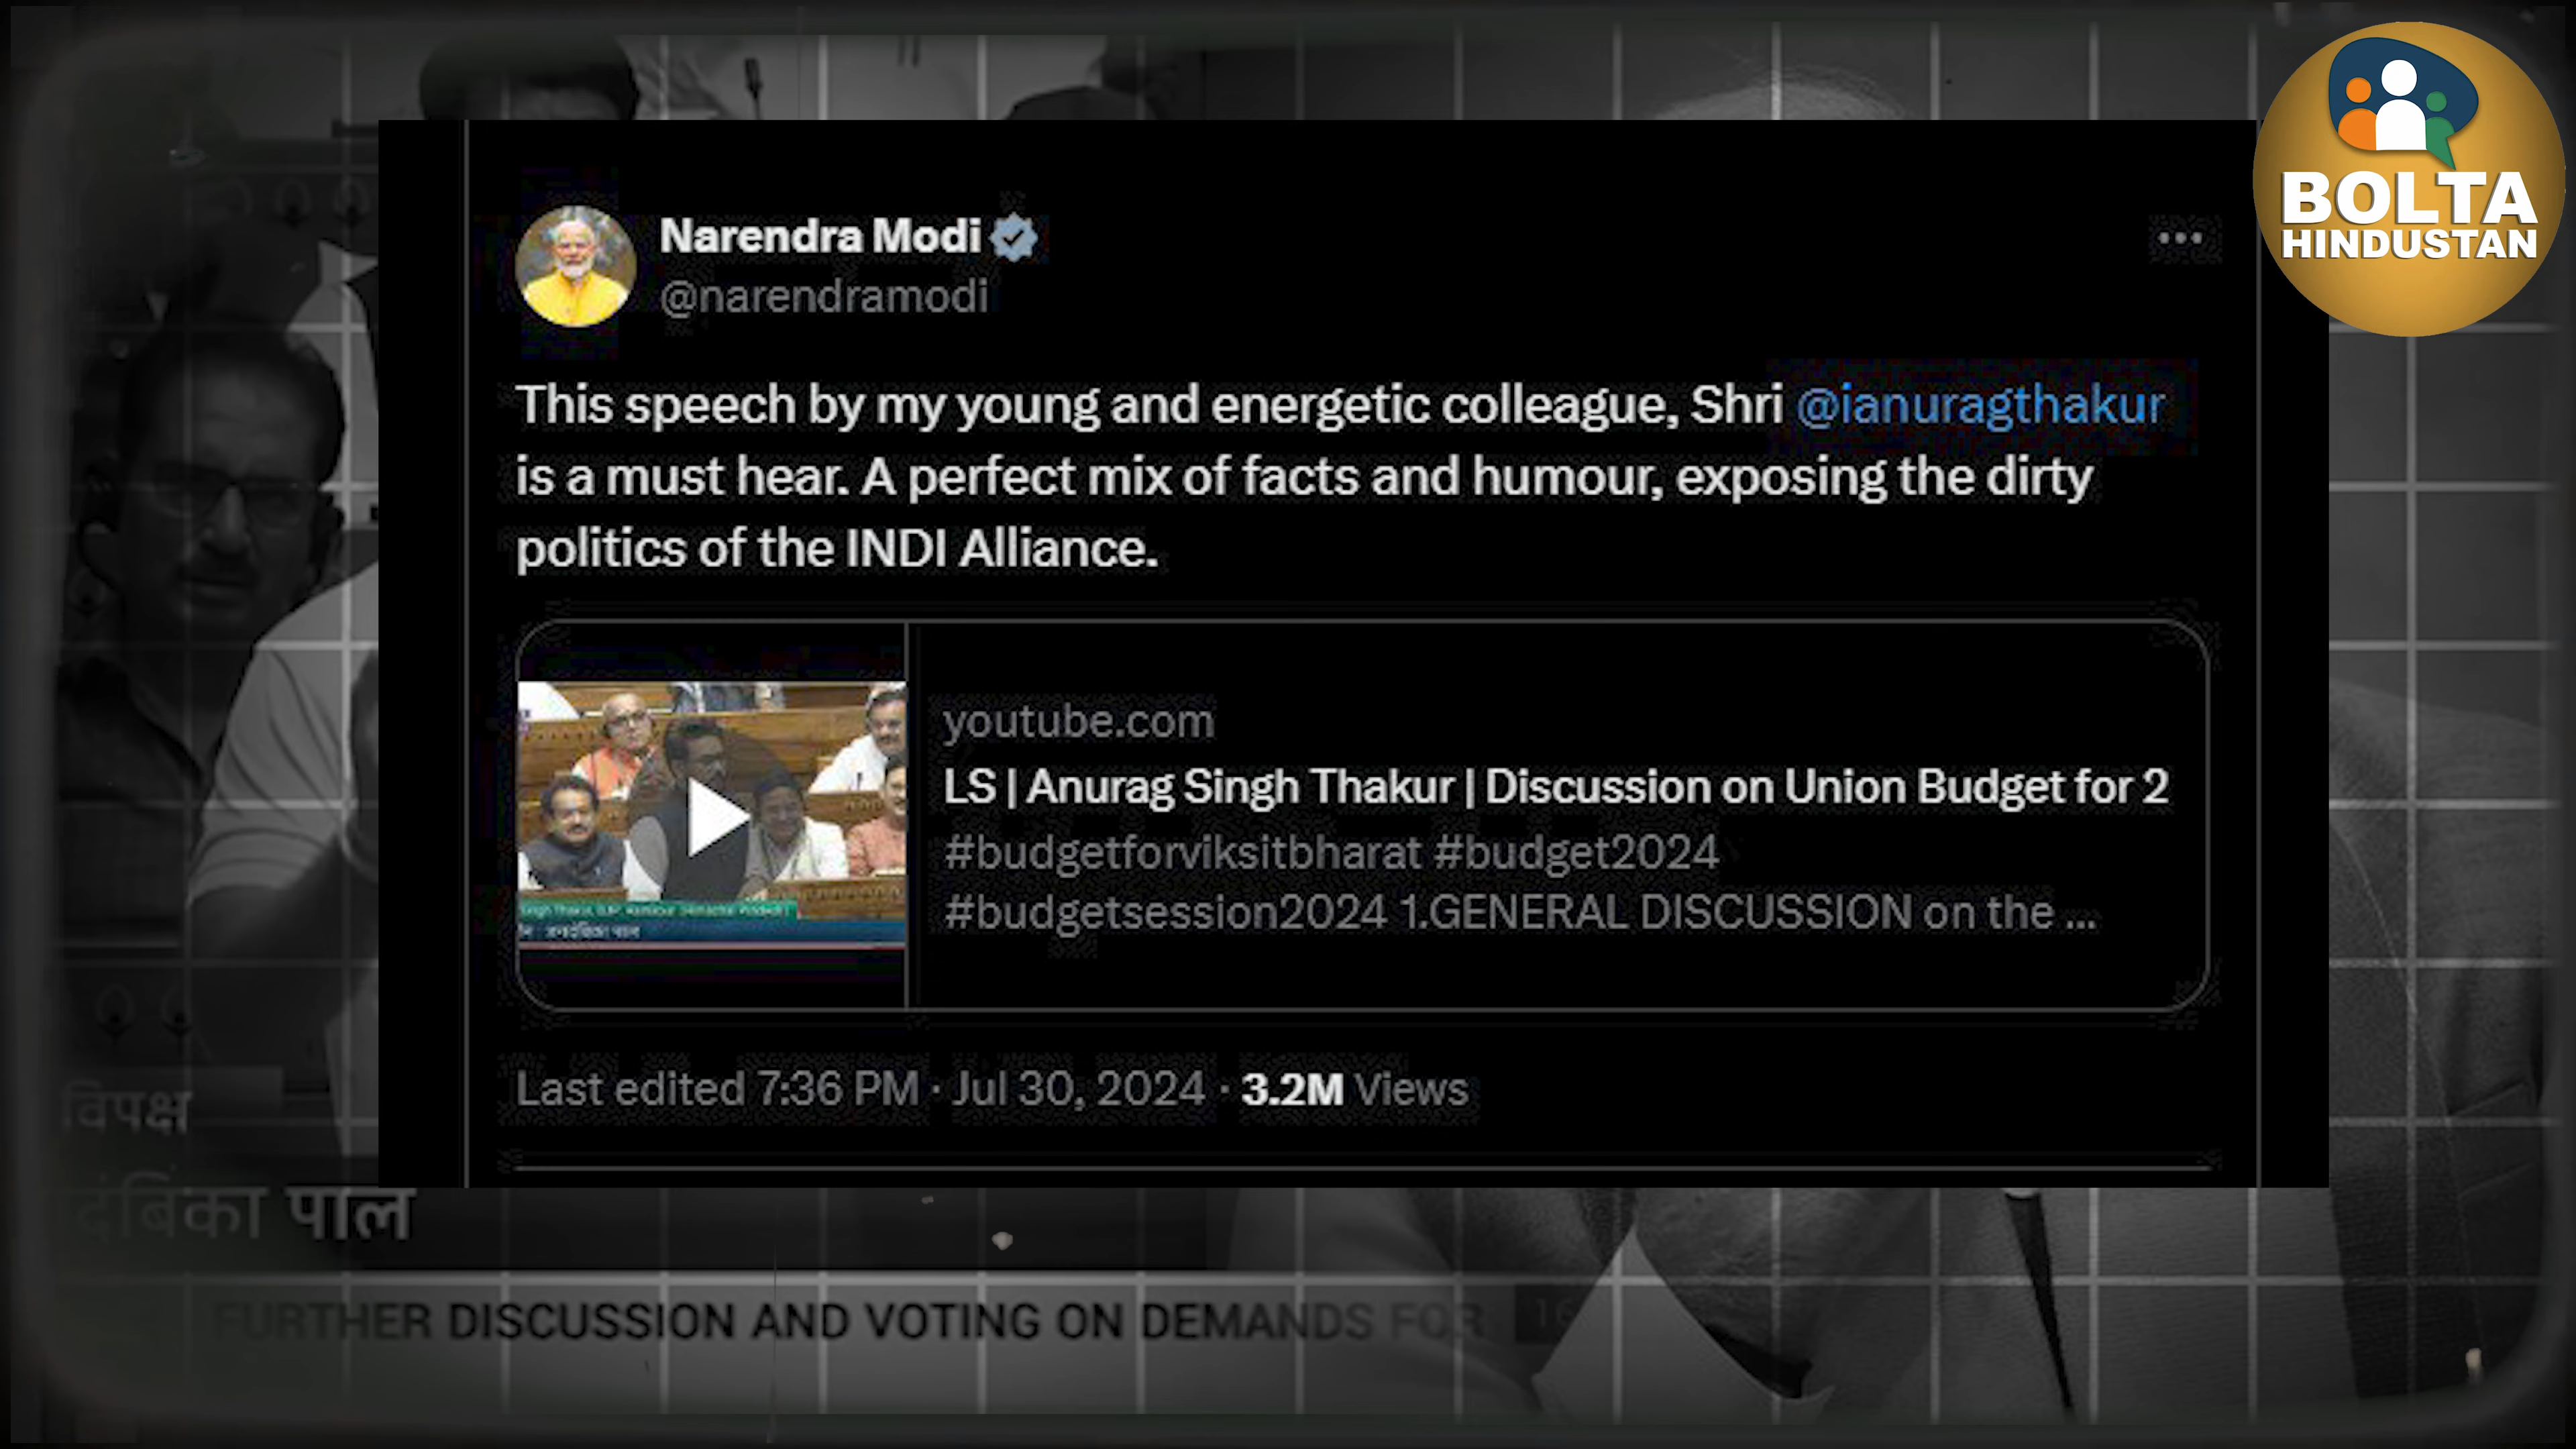 BOLTA
HINDUSTAN
Narendra Modi
@narendramodi
This speech by my young and energetic colleague, Shri @ianuragthakur
is a must hear. A perfect mix of facts and humour, exposing the dirty
politics of the INDI Alliance.
youtube.com
LS | Anurag Singh Thakur | Discussion on Union Budget for 2
#budgetforviksitbharat #budget2024
#budgetsession2024 1.GENERAL DISCUSSION on the ...
Last edited 7:36 PM · Jul 30, 2024 · 3.2M Views
विपक्ष
दंबिका पाल
FURTHER DISCUSSION AND VOTING ON DEMANDS FOR